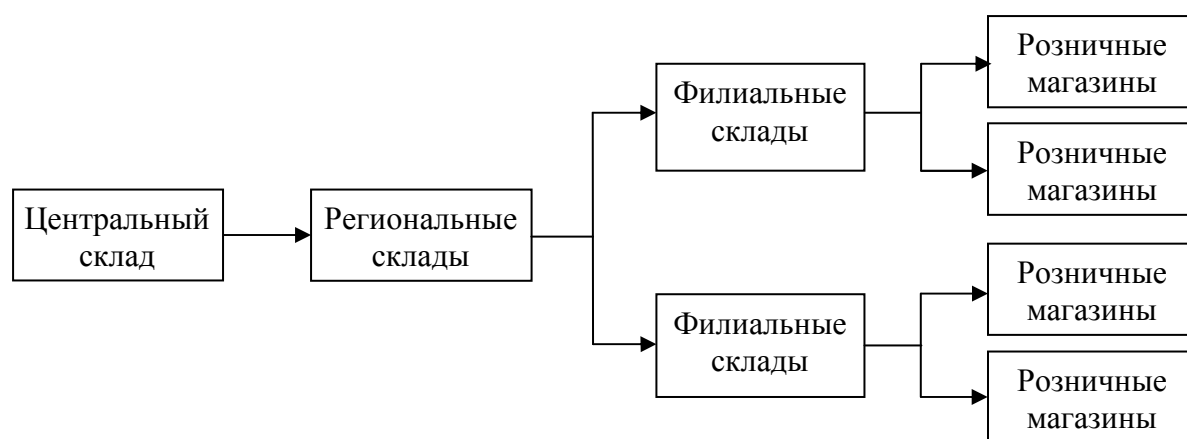 Центральный
склад
Региональные
склады
Филиальные
склады
Розничные
магазины
Розничные
магазины
Филиальные
склады
Розничные
магазины
Розничные
магазины